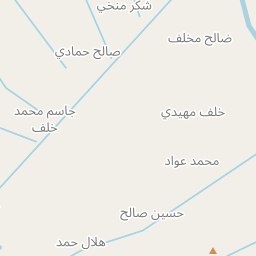 شكر منخي
ضالح مخلف
صالح حمادي
خلف مهيدي
جاسم محمد
خلف
محمد عواد
حسين صالح
هلال حمد